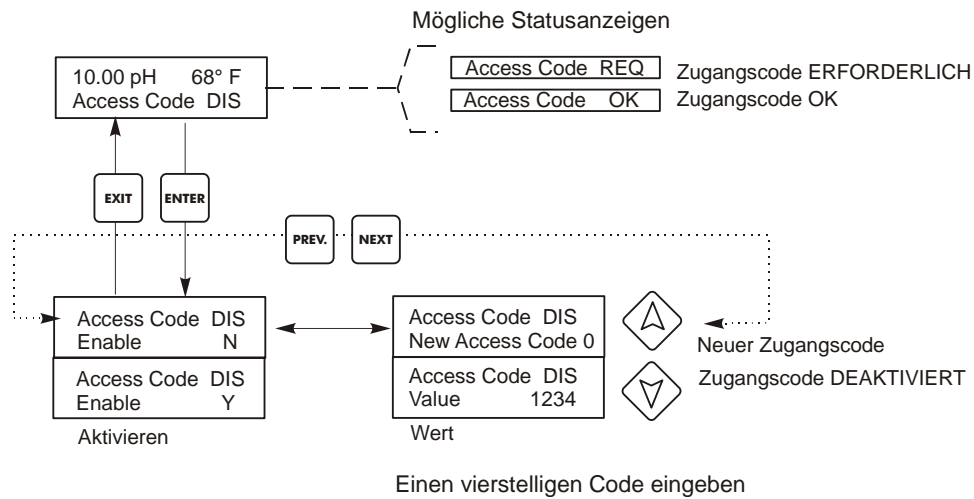 Mögliche Statusanzeigen
10.00 pH 68° F
Access Code DIS
Access Code REQ
Zugangscode ERFORDERLICH
Access Code OK
Zugangscode OK
EXIT
ENTER
PREV.
NEXT
Access Code DIS
Enable N
Access Code DIS
Enable Y
Aktivieren
Access Code DIS
New Access Code 0
Access Code DIS
Value 1234
Wert
Neuer Zugangscode
Zugangscode DEAKTIVIERT
Einen vierstelligen Code eingeben